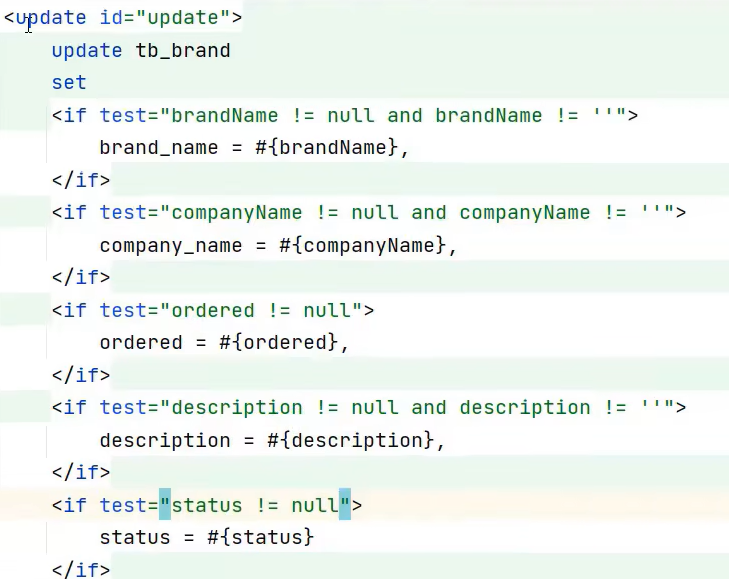 <update id="update">
update tb_brand
set
<if test="brandName != null and brandName != ''">
brand_name = #{brandName},
</if>
<if test="companyName != null and companyName != ''">
company_name = #{companyName},
</if>
<if test="ordered != null">
ordered = #{ordered},
</if>
<if test="description != null and description != ''">
description = #{description},
</if>
<if test="status != null">
status = #{status}
</if>